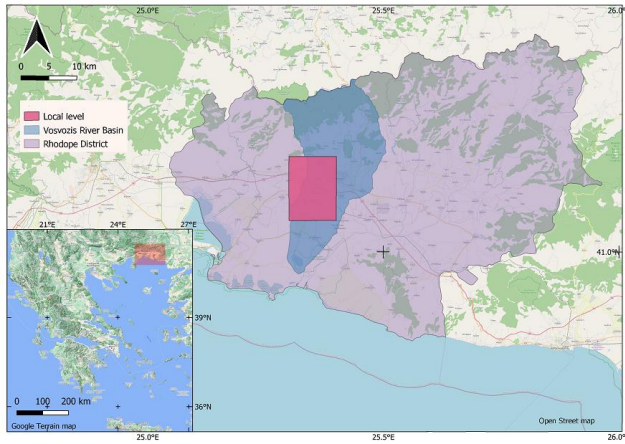 25.0°E 25.5°E 26.0°
0 5 10 km
Local level
Vosvozis River Basin
Rhodope District
41.0°N
21°E 24°E 27°E
39°N
36°N
0 100 200 km
Google Terrain map
Open Street map
25.0°E 25.5°E 26.0°E